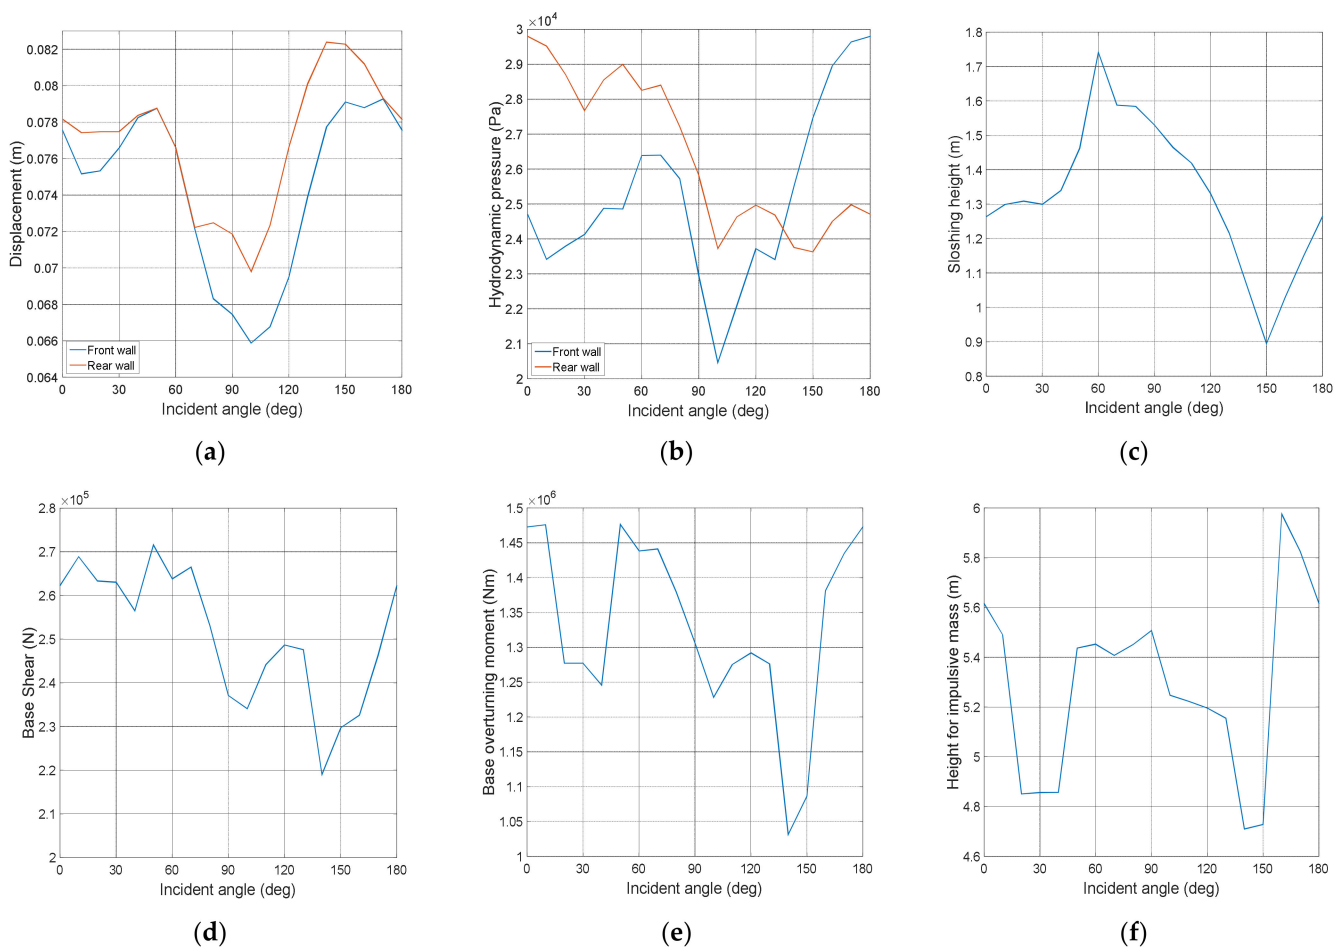 0.082
0.08
0.078
0.076
0.074
0.072
0.07
0.068
0.066
0.064
Displacement (m)
Front wall
Rear wall
0 30 60 90 120 150 180
Incident angle (deg)
(a)
×10⁴
3
2.9
2.8
2.6
2.6
2.5
2.4
2.3
2.2
2.1
2
Hydrodynamic pressure (Pa)
Front wall
Rear wall
0 30 60 90 120 150 180
Incident angle (deg)
(b)
1.8
1.7
1.6
1.5
1.3
1.3
1.2
1.1
1
0.9
0.8
Sloshing height (m)
0 30 60 90 120 150 180
Incident angle (deg)
(c)
×10⁵
2.8
2.7
2.6
2.5
2.4
2.3
2.2
2.1
2
Base Shear (N)
0 30 60 90 120 150 180
Incident angle (deg)
(d)
×10⁶
1.5
1.45
1.4
1.35
1.3
1.25
1.2
1.15
1.1
1.05
1
Base overturning moment (Nm)
0 30 60 90 120 150 180
Incident angle (deg)
(e)
6
5.8
5.6
5.4
5.2
5
4.8
4.6
Height for impulsive mass (m)
0 30 60 90 120 150 180
Incident angle (deg)
(f)